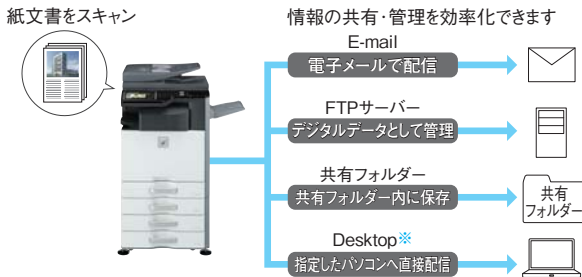 紙文書をスキャン
情報の共有・管理を効率化できます
E-mail
電子メールで配信
FTPサーバー
デジタルデータとして管理
共有フォルダー
共有フォルダー内に保存
共有
フォルダー
Desktop※
指定したパソコンへ直接配信